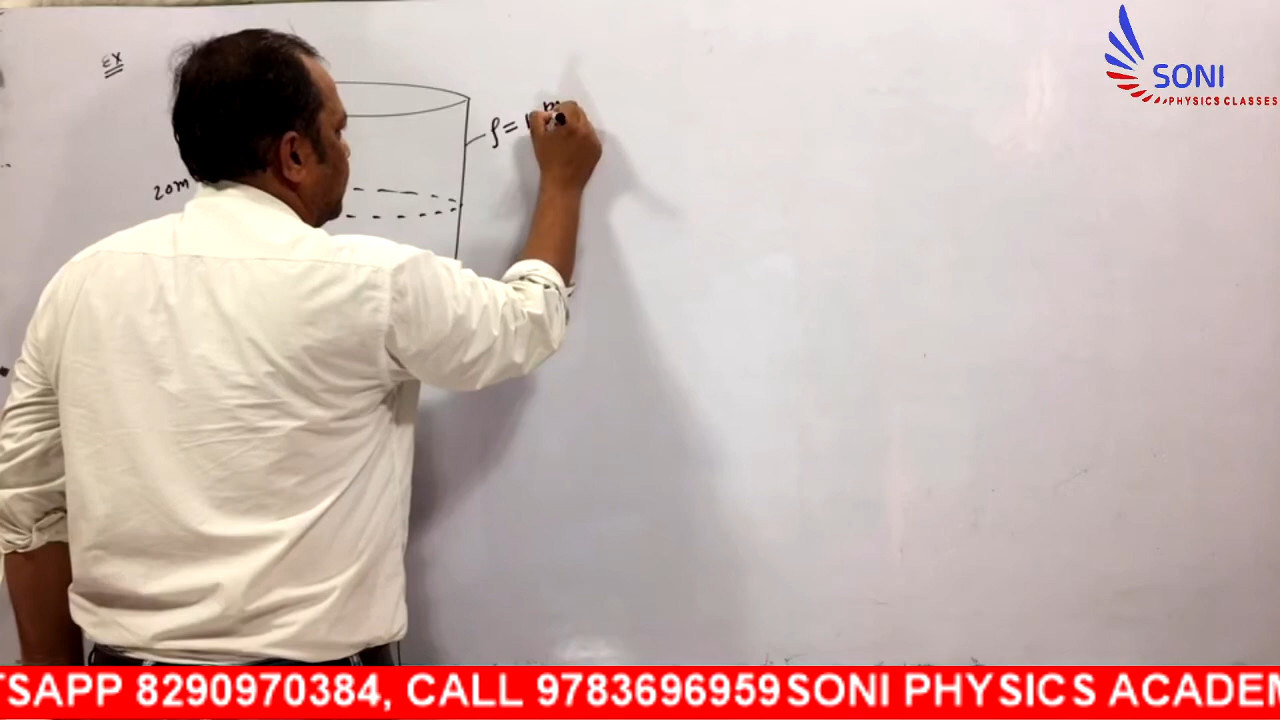 EX
SONI
PHYSICS CLASSES
ρ =
20m
TSAPP 8290970384, CALL 9783696959 SONI PHYSICS ACADEM